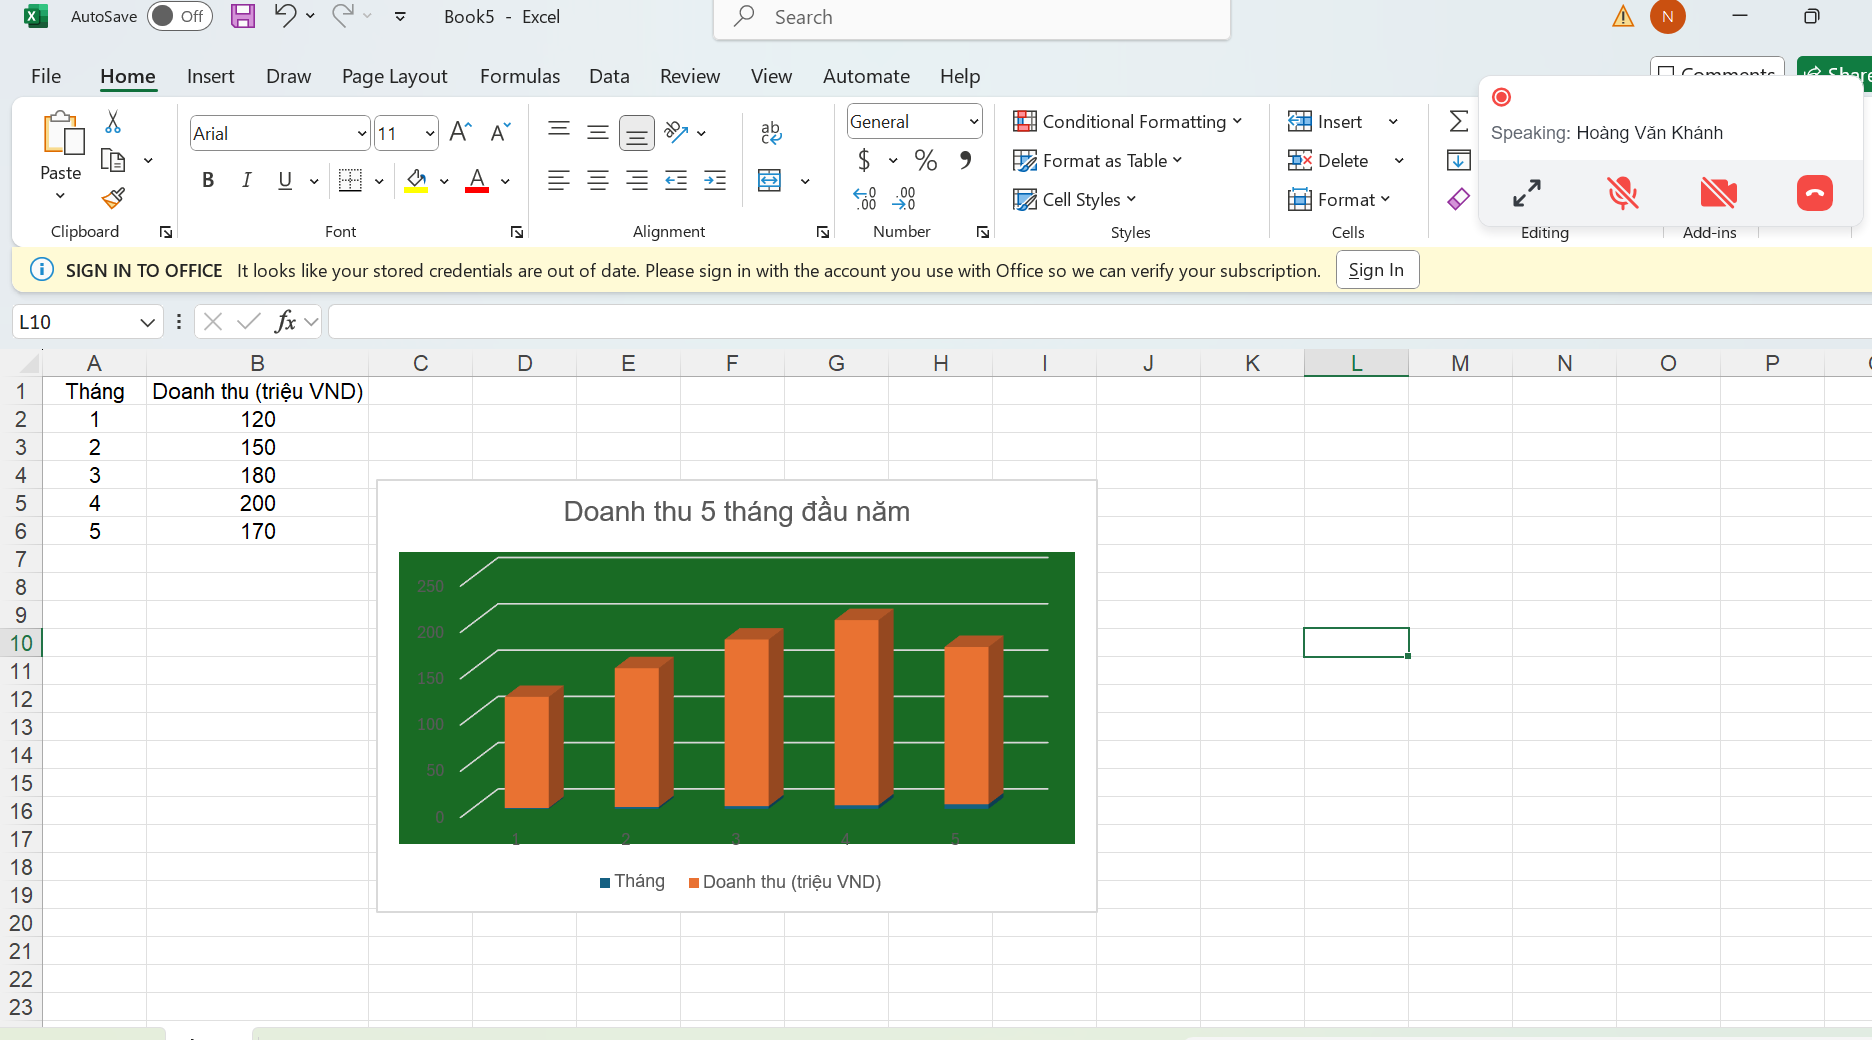 AutoSave Off Book5 - Excel Search N
File Home Insert Draw Page Layout Formulas Data Review View Automate Help Comments Share
Speaking: Hoàng Văn Khánh
Paste
Arial 11
B I U A
ab
General
$ % 9
.00
Conditional Formatting
Format as Table
Cell Styles
Insert
Delete
Format
Clipboard Font Alignment Number Styles Cells Editing Add-ins
SIGN IN TO OFFICE It looks like your stored credentials are out of date. Please sign in with the account you use with Office so we can verify your subscription. Sign In
L10 fx
A B C D E F G H I J K L M N O P
1 Tháng Doanh thu (triệu VND)
2 1 120
3 2 150
4 3 180
5 4 200
6 5 170
7
8
9
10
11
12
13
14
15
16
17
18
19
20
21
22
23
Doanh thu 5 tháng đầu năm
250
200
150
100
50
0
1 2 3 4 5
Tháng Doanh thu (triệu VND)